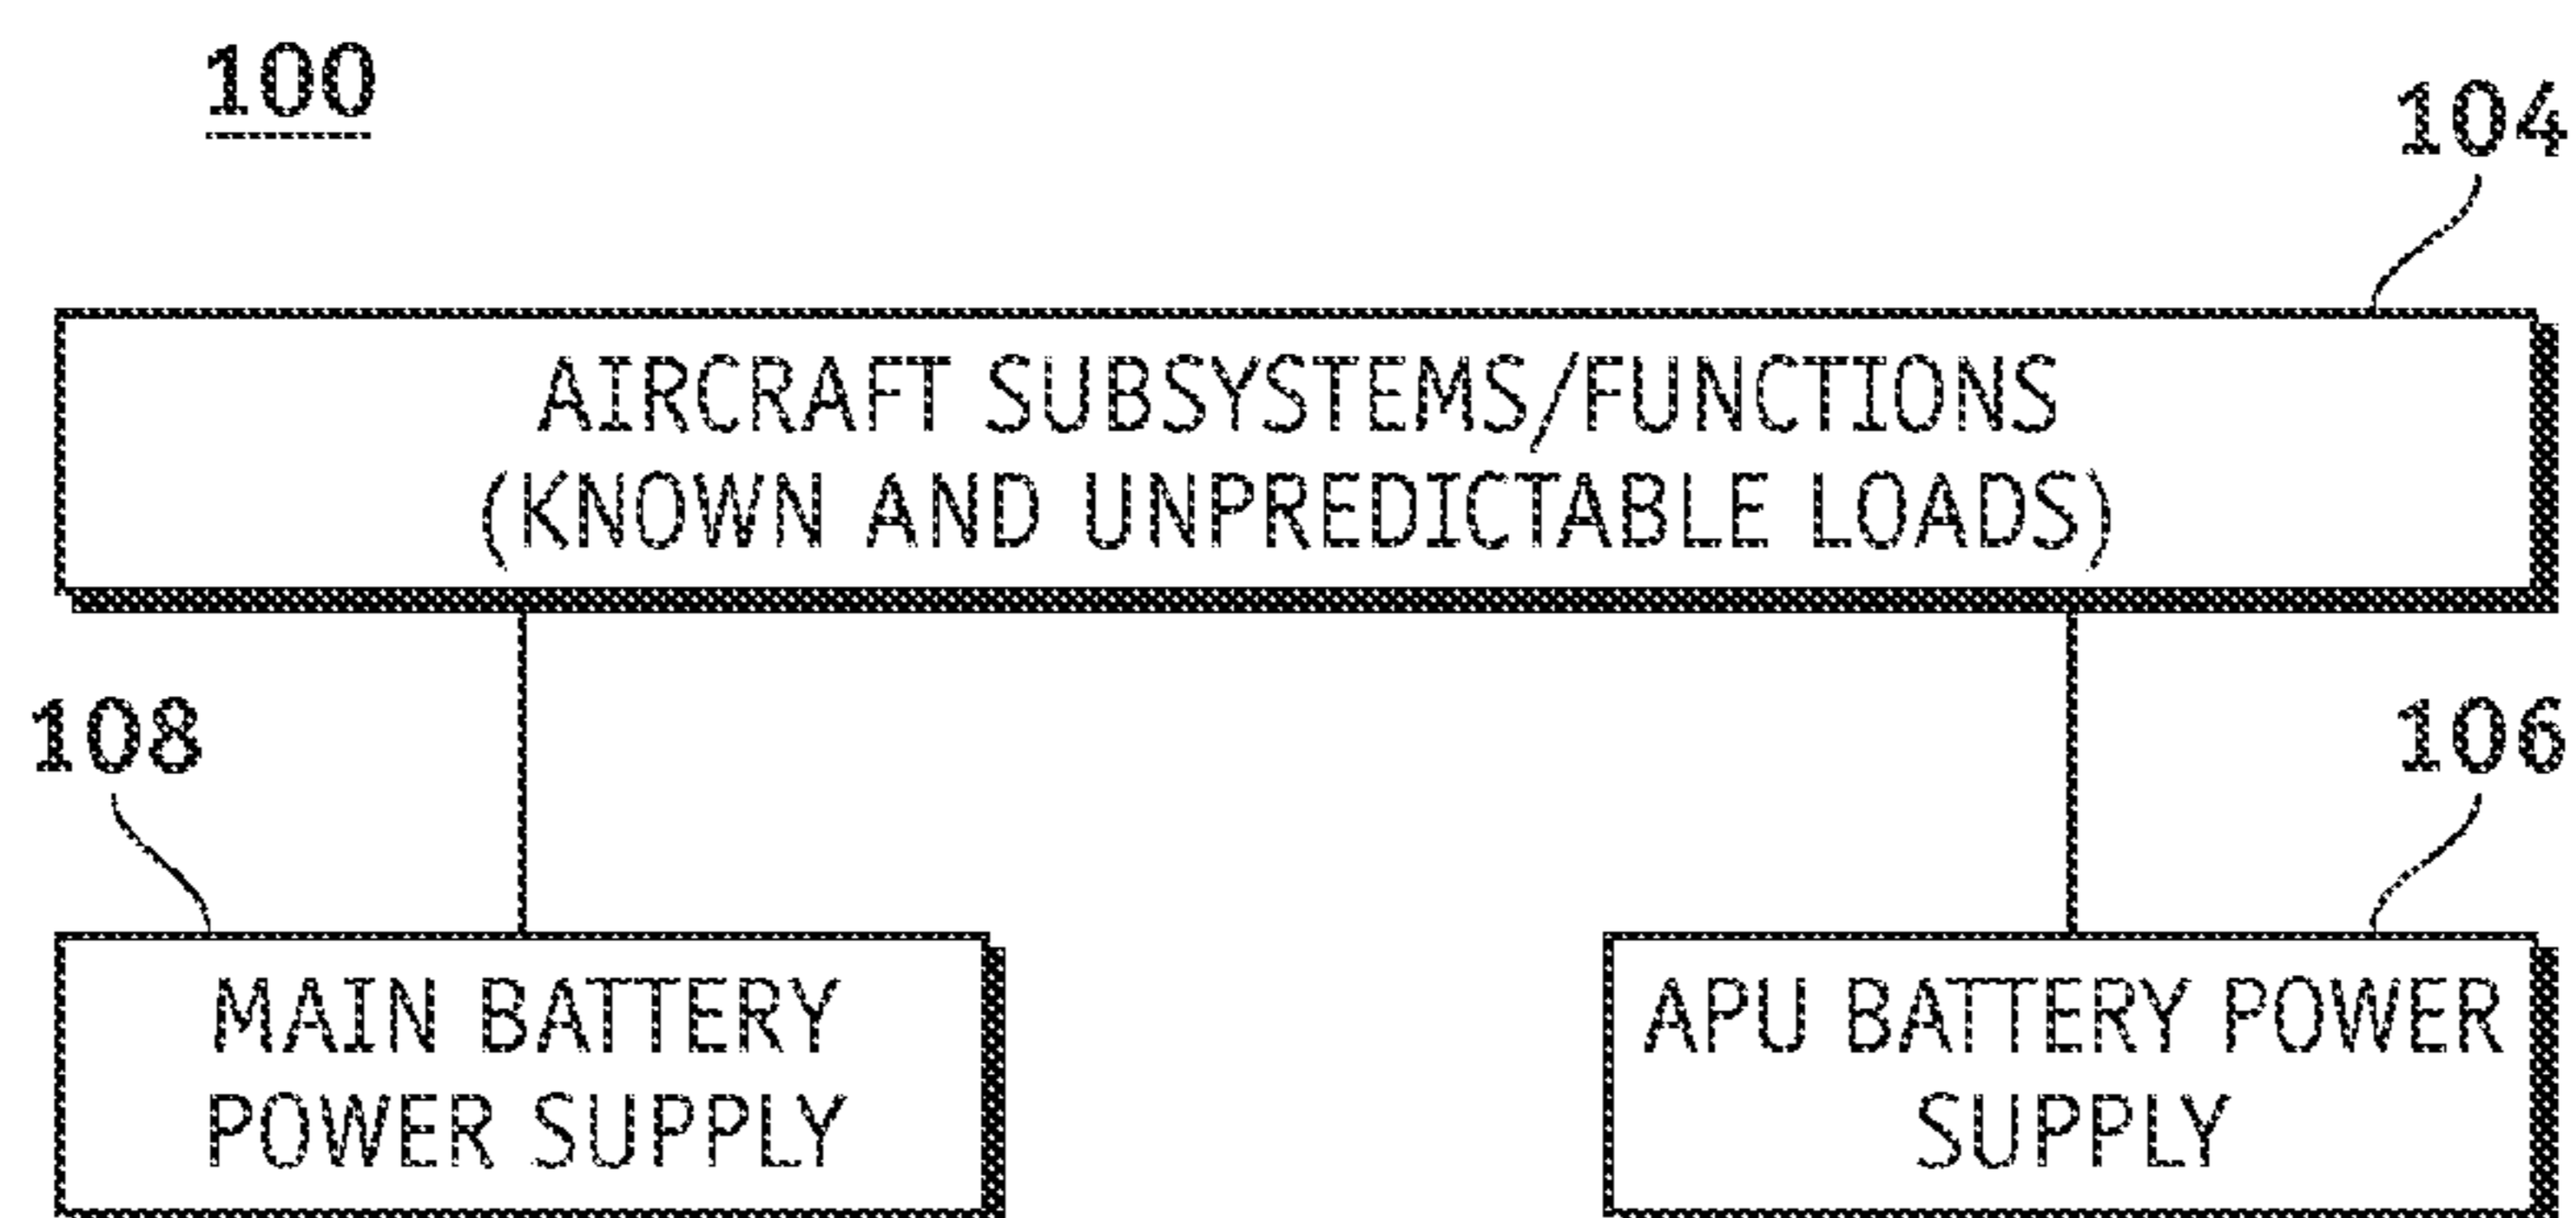 100
104
AIRCRAFT SUBSYSTEMS/FUNCTIONS
(KNOWN AND UNPREDICTABLE LOADS)
108
106
MAIN BATTERY
POWER SUPPLY
APU BATTERY POWER
SUPPLY